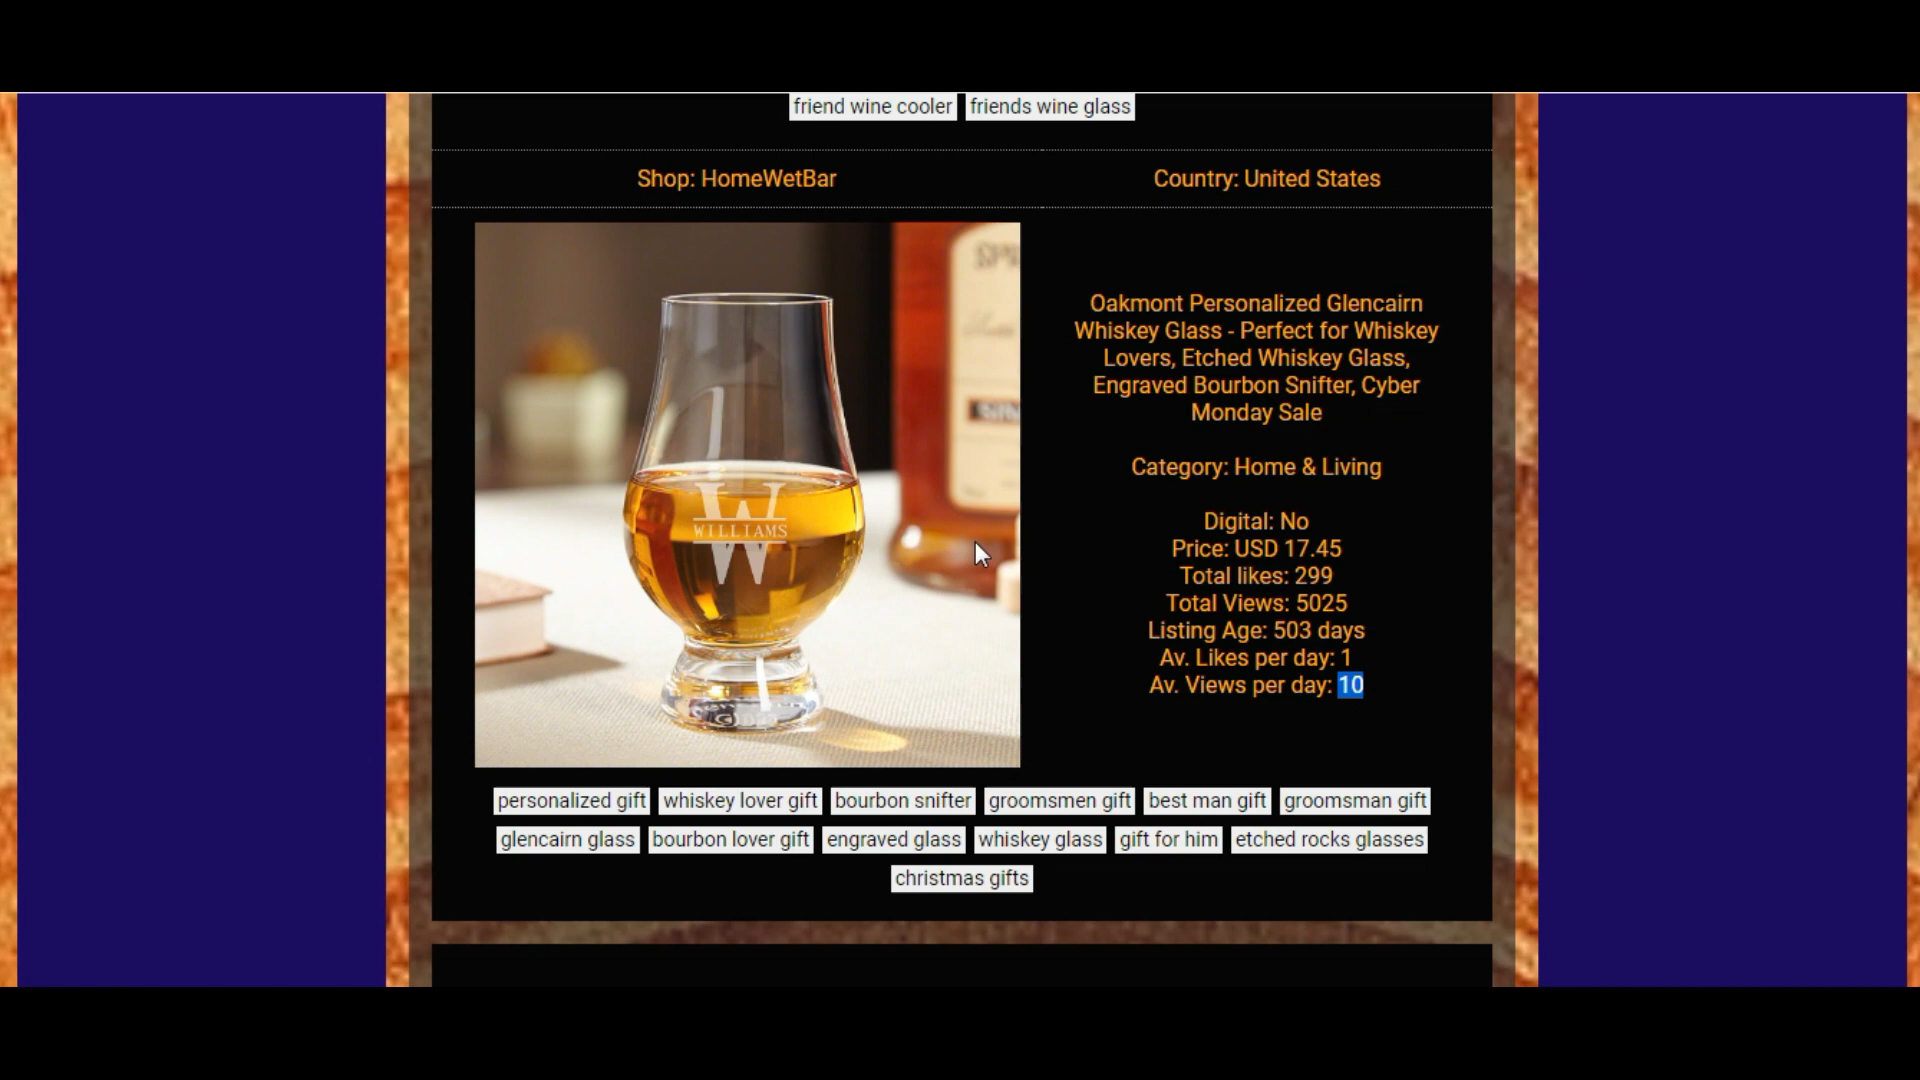 friend wine cooler friends wine glass
Shop: HomeWetBar Country: United States
Oakmont Personalized Glencairn
Whiskey Glass - Perfect for Whiskey
Lovers, Etched Whiskey Glass,
Engraved Bourbon Snifter, Cyber
Monday Sale
Category: Home & Living
Digital: No
Price: USD 17.45
Total likes: 299
Total Views: 5025
Listing Age: 503 days
Av. Likes per day: 1
Av. Views per day: 10
W
WILLIAMS
personalized gift whiskey lover gift bourbon snifter groomsmen gift best man gift groomsman gift
glencairn glass bourbon lover gift engraved glass whiskey glass gift for him etched rocks glasses
christmas gifts